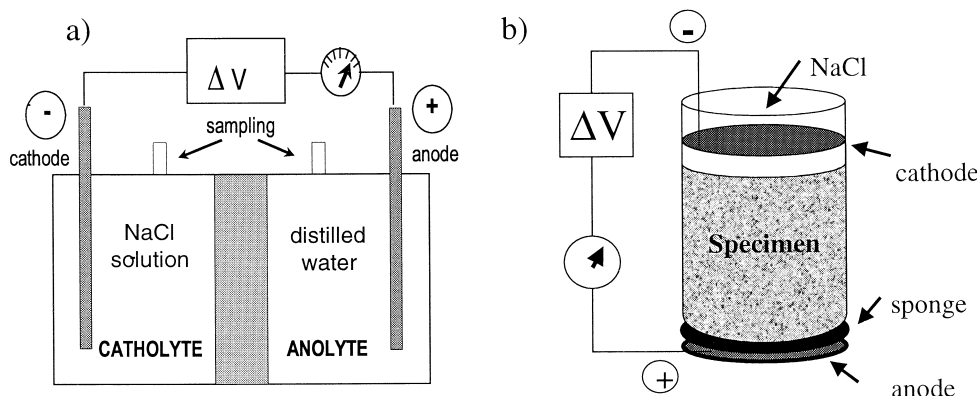 a)
ΔV
-
+
sampling
cathode
anode
NaCl
solution
distilled
water
CATHOLYTE
ANOLYTE
b)
-
NaCl
ΔV
cathode
Specimen
sponge
+
anode